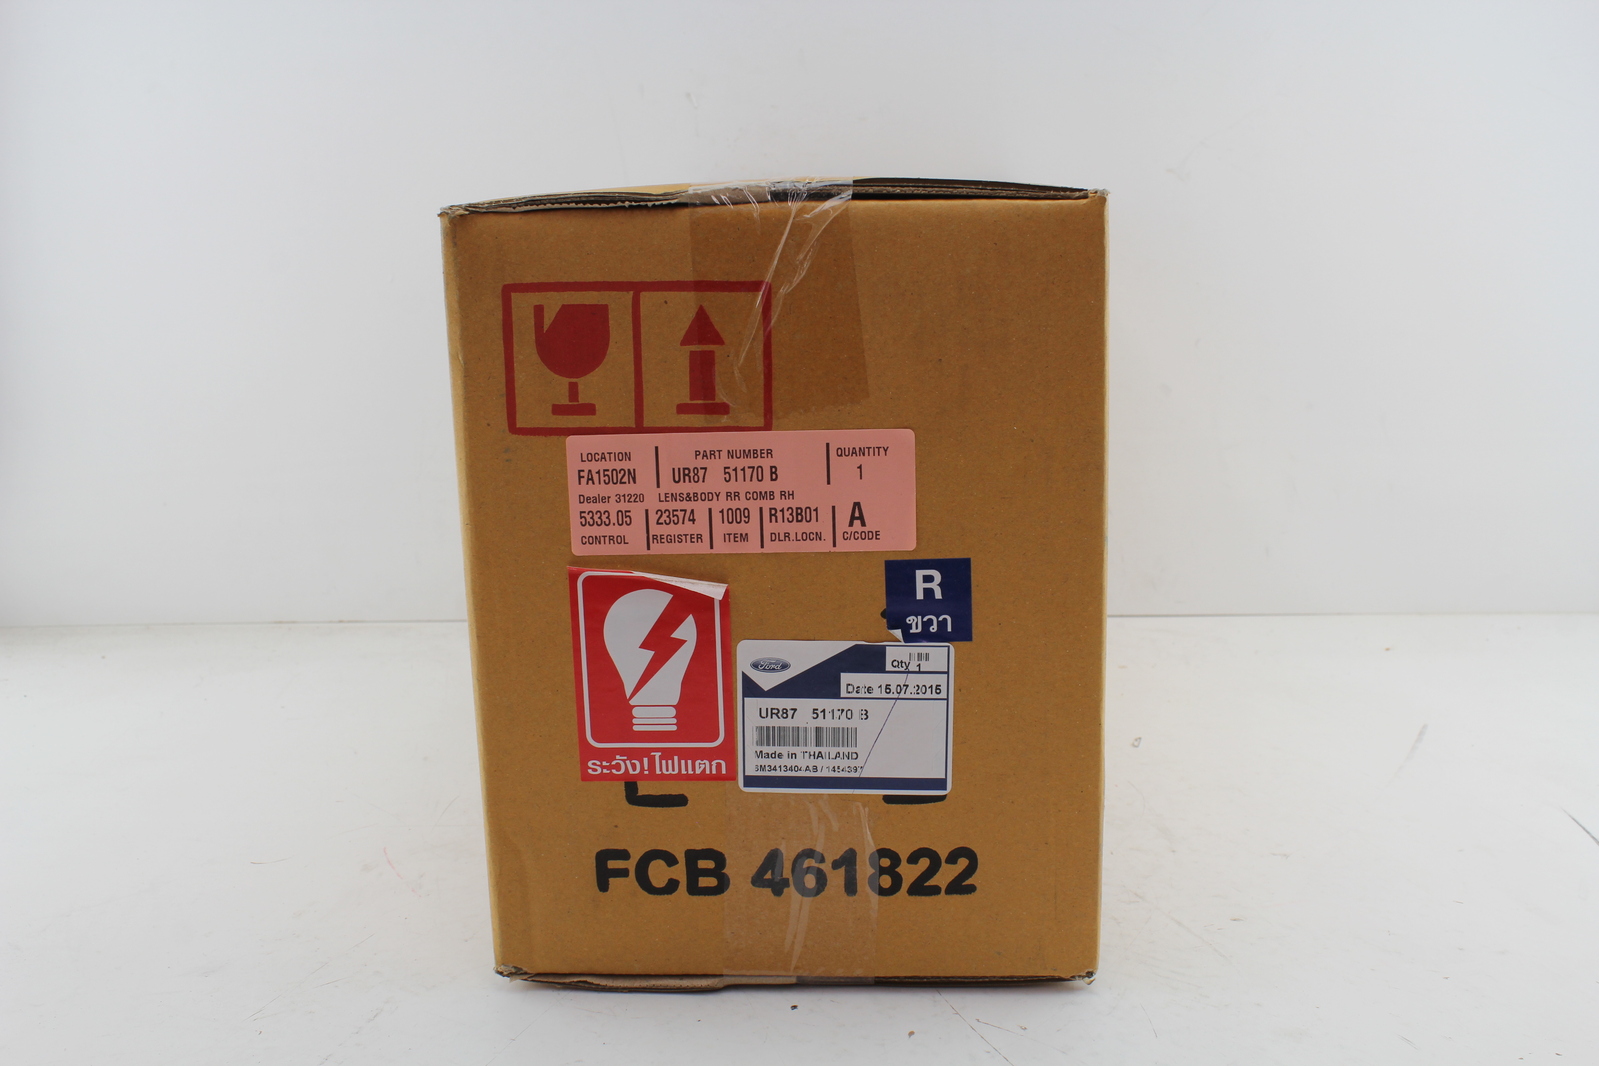 LOCATION PART NUMBER QUANTITY
FA1502N UR87 51170 B 1
Dealer 31220 LENS&BODY RR COMB RH
5333.05 23574 1009 R13B01 A
CONTROL REGISTER ITEM DLR.LOCN. C/CODE
R
ขวา
Ford
Qty 1
Date 15.07.2015
UR87 51170 B
Made in THAILAND
ระวัง! ไฟแตก
FCB 461822